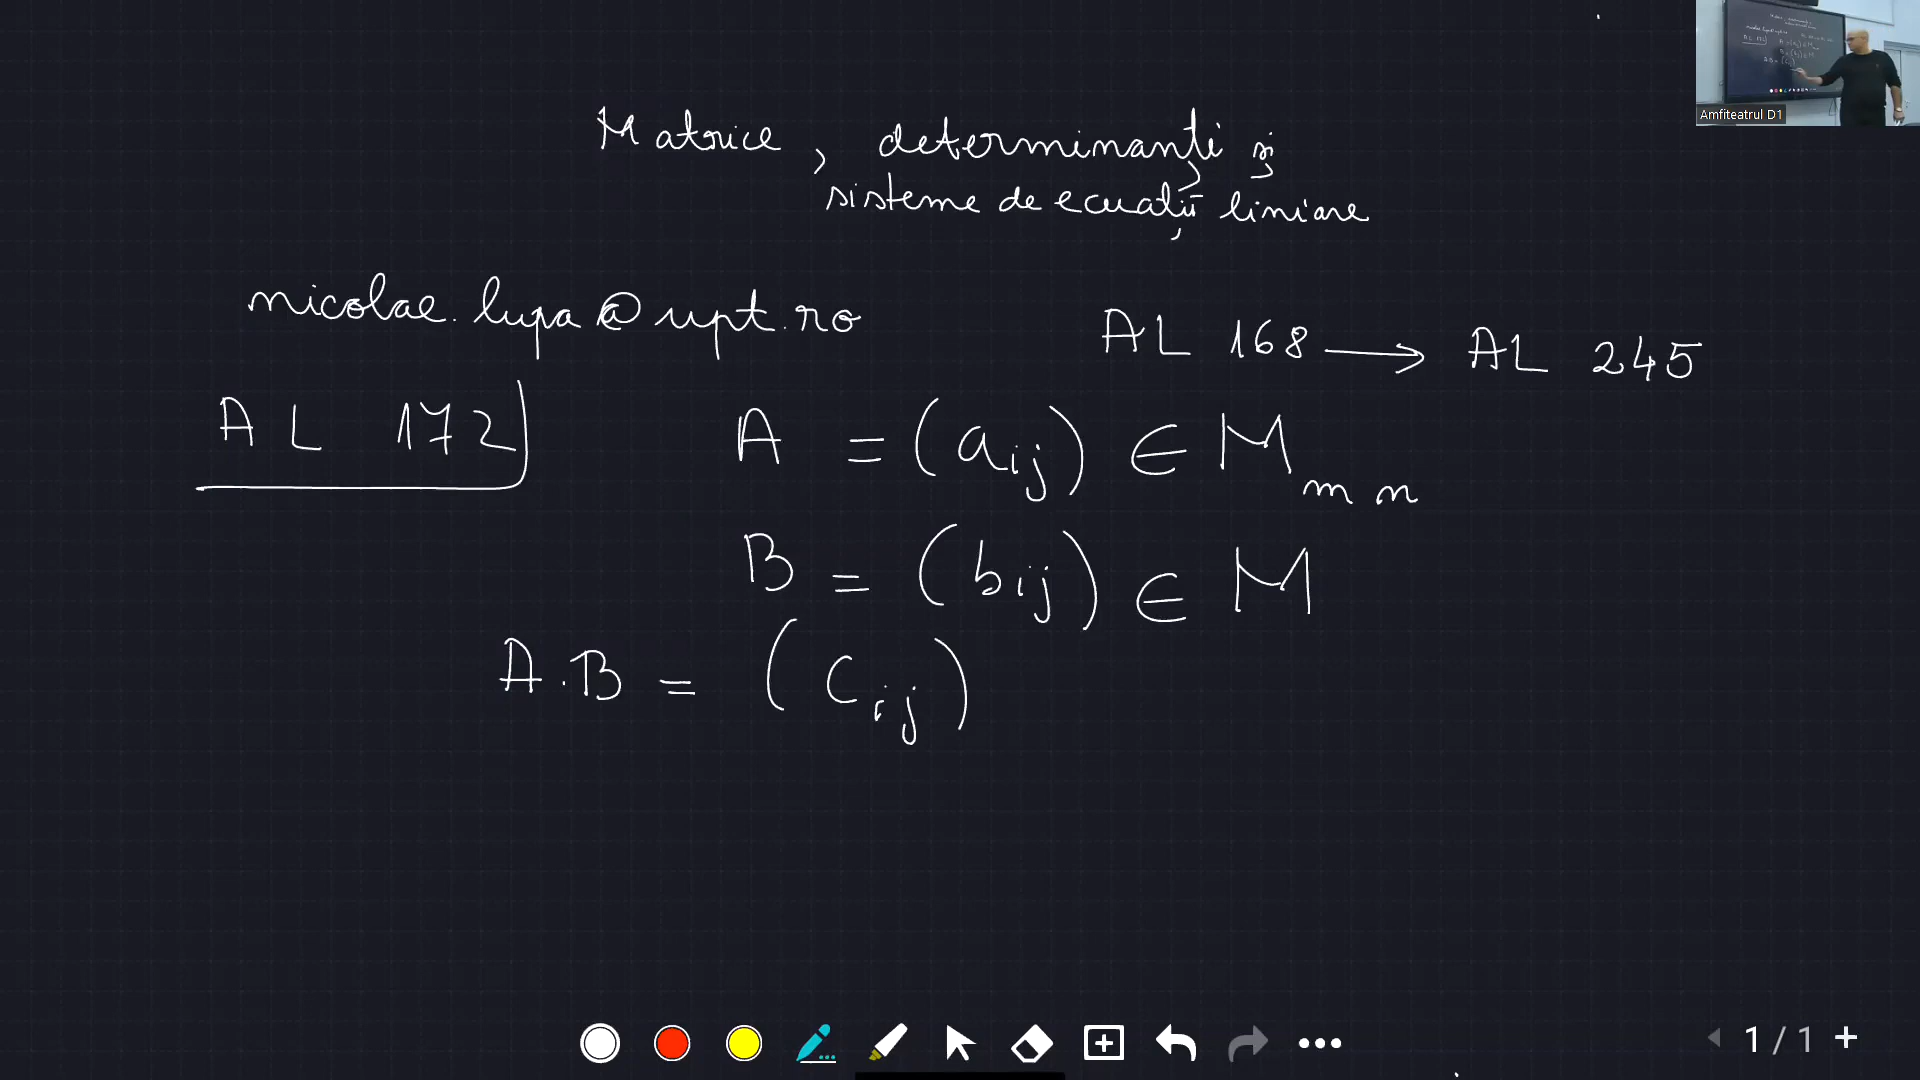 Matrice, determinanți și
sisteme de ecuații liniare
nicolae.lupa@upt.ro
AL 168 → AL 245
AL 172
A = (aij) ∈ M m n
B = (bij) ∈ M
A·B = (cij)
Amfiteatrul D1
1 / 1